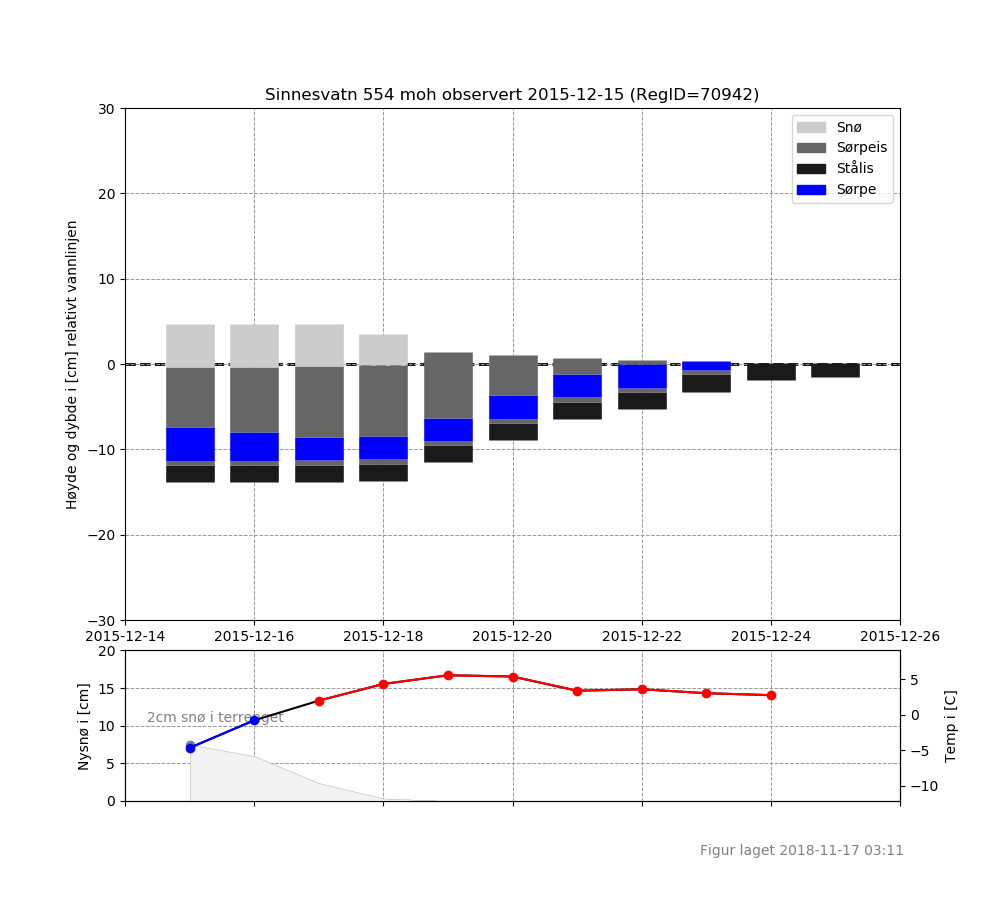 Sinnesvatn 554 moh observert 2015-12-15 (RegID=70942)
Høyde og dybde i [cm] relativt vannlinjen
30
20
10
0
−10
−20
−30
Snø
Sørpeis
Stålis
Sørpe
2015-12-14 2015-12-16 2015-12-18 2015-12-20 2015-12-22 2015-12-24 2015-12-26
Nysnø i [cm]
20
15
10
5
0
2cm snø i terrenget
5
0
−5
−10
Temp i [C]
Figur laget 2018-11-17 03:11